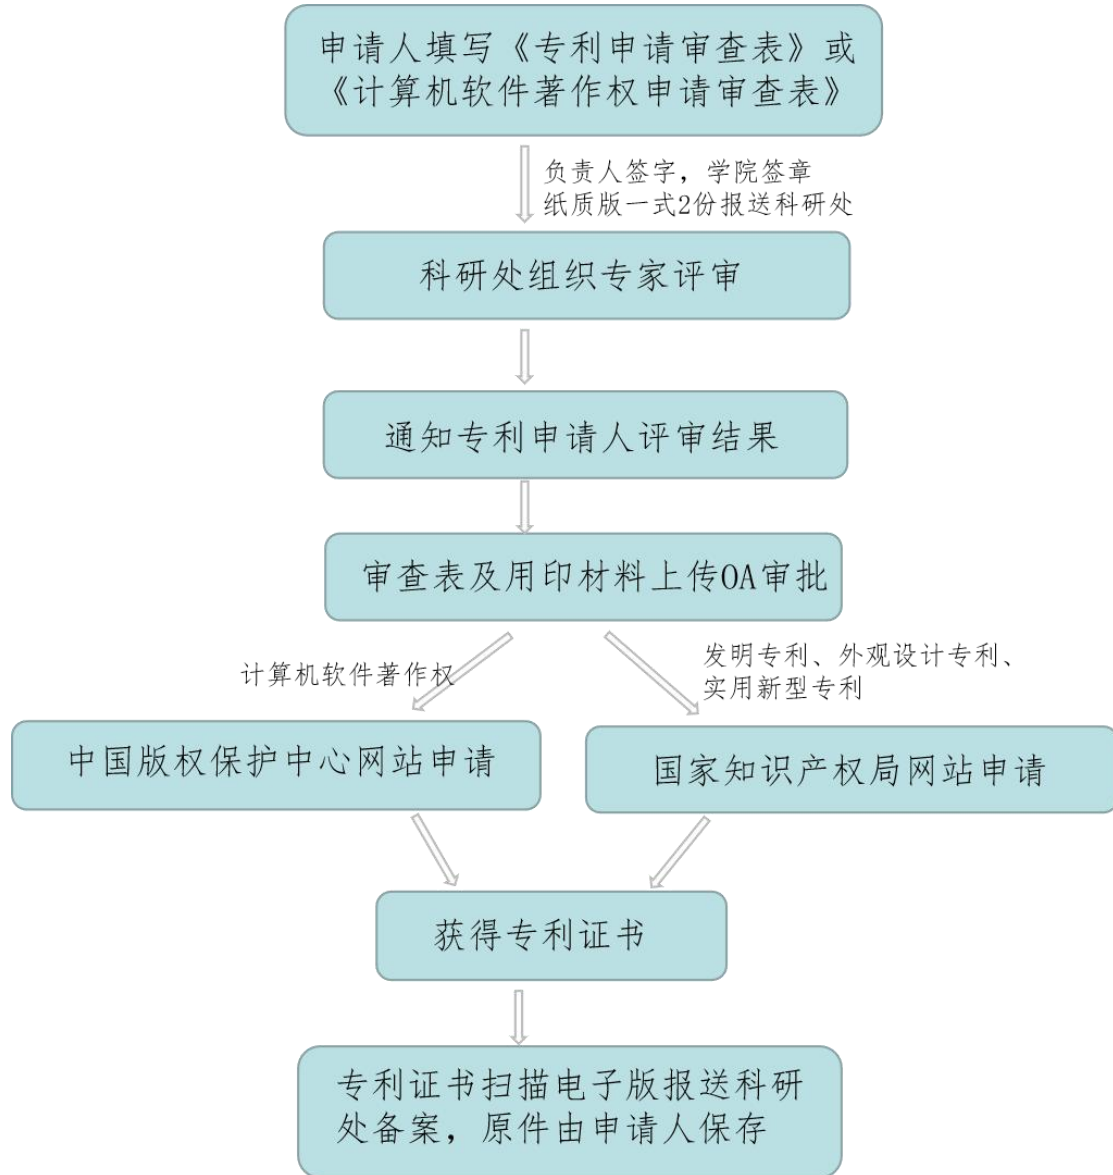 申请人填写《专利申请审查表》或
《计算机软件著作权申请审查表》
负责人签字，学院签章
纸质版一式2份报送科研处
科研处组织专家评审
通知专利申请人评审结果
审查表及用印材料上传OA审批
计算机软件著作权
发明专利、外观设计专利、
实用新型专利
中国版权保护中心网站申请
国家知识产权局网站申请
获得专利证书
专利证书扫描电子版报送科研
处备案，原件由申请人保存